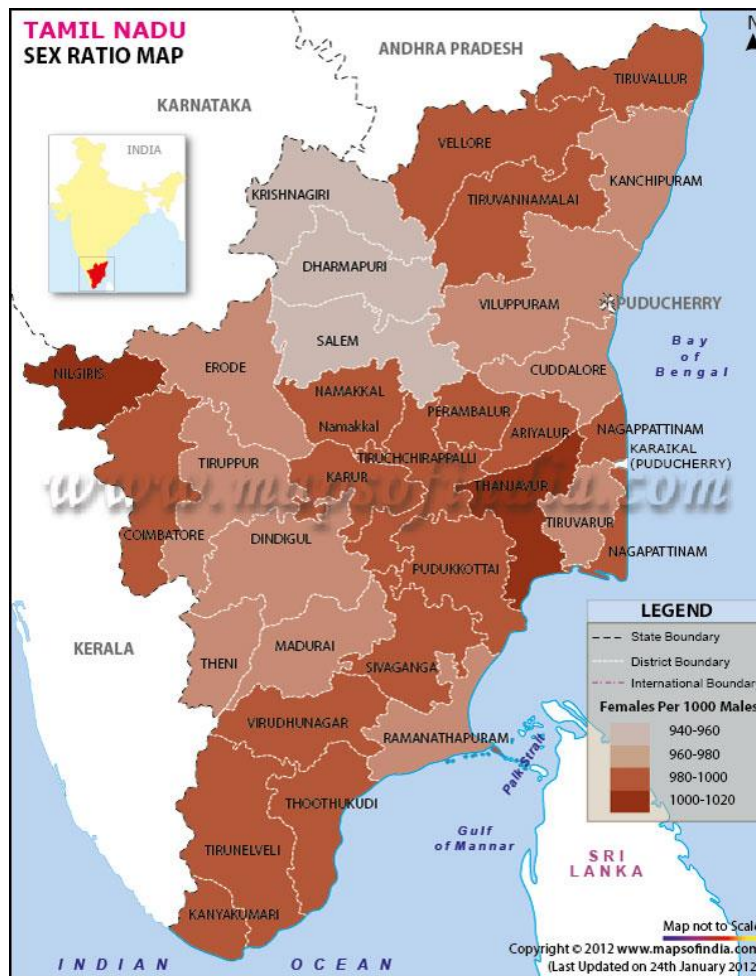 TAMIL NADU
SEX RATIO MAP
ANDHRA PRADESH
N
KARNATAKA
INDIA
TIRUVALLUR
VELLORE
KANCHIPURAM
TIRUVANNAMALAI
KRISHNAGIRI
DHARMAPURI
VILUPPURAM
PUDUCHERRY
SALEM
Bay
of
Bengal
NILGIRIS
ERODE
CUDDALORE
NAMAKKAL
Namakkal
PERAMBALUR
ARIYALUR
NAGAPPATTINAM
KARAIKAL
(PUDUCHERRY)
TIRUCHCHIRAPPALLI
TIRUPPUR
KARUR
THANJAVUR
www.mapsofindia.com
COIMBATORE
DINDIGUL
TIRUVARUR
PUDUKKOTTAI
NAGAPATTINAM
KERALA
THENI
MADURAI
SIVAGANGA
VIRUDHUNAGAR
RAMANATHAPURAM
THOOTHUKUDI
TIRUNELVELI
KANYAKUMARI
Palk Strait
Gulf
of Mannar
SRI
LANKA
INDIAN OCEAN
LEGEND
State Boundary
District Boundary
International Boundar
Females Per 1000 Males
940-960
960-980
980-1000
1000-1020
Map not to Scale
Copyright © 2012 www.mapsofindia.com
(Last Updated on 24th January 2012